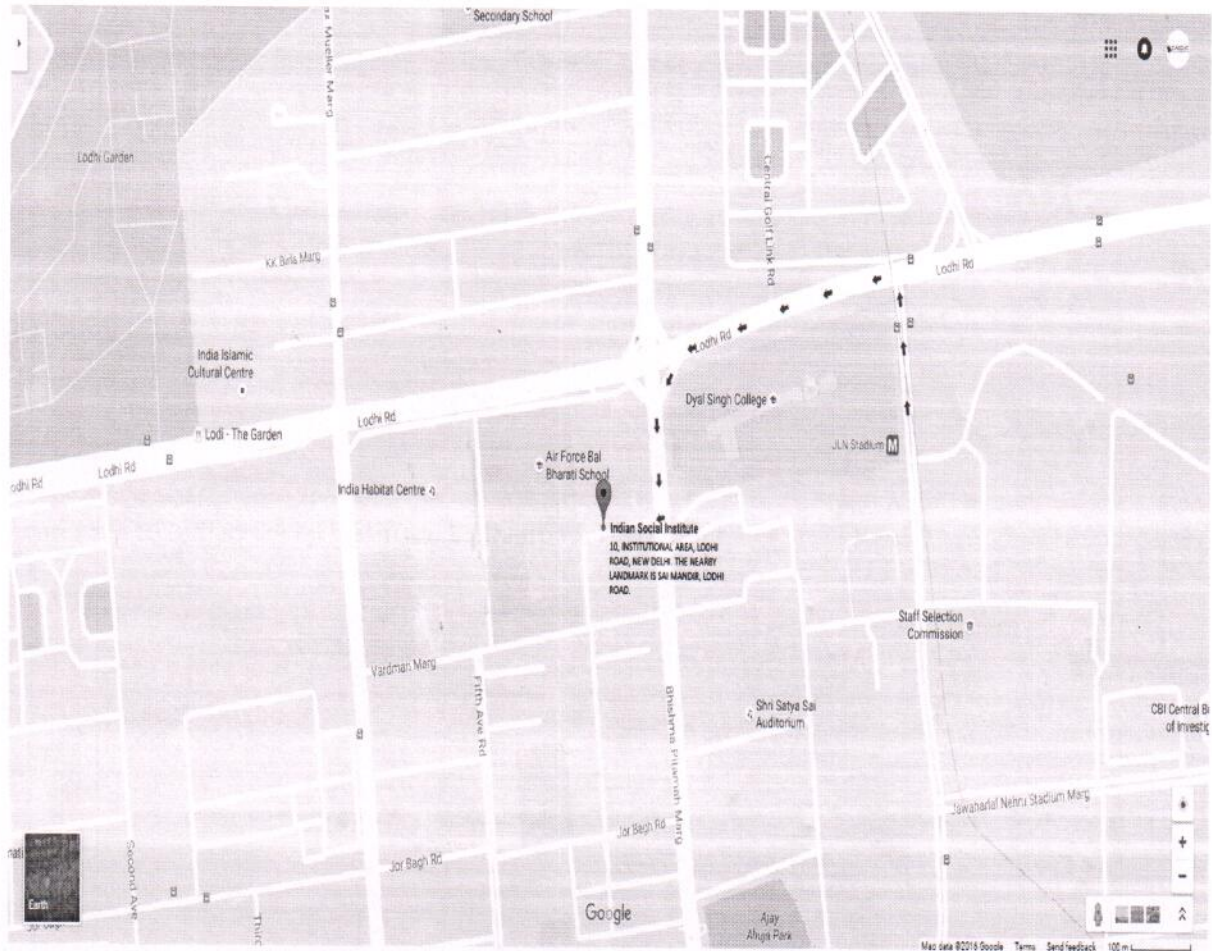 Secondary School
Mueller Marg
Lodhi Garden
Central Golf Link Rd
KK Birla Marg
Lodhi Rd
India Islamic
Cultural Centre
Lodhi Rd
Dyal Singh College
Lodhi Rd
Lodi - The Garden
JLN Stadium M
Lodhi Rd
odhi Rd
Air Force Bal
Bharati School
India Habitat Centre
Indian Social Institute
10, INSTITUTIONAL AREA, LODHI
ROAD, NEW DELHI. THE NEARBY
LANDMARK IS SAI MANDIR, LODHI
ROAD.
Staff Selection
Commission
Vardman Marg
Fifth Ave Rd
Bhishma Pitamah Marg
Shri Satya Sai
Auditorium
CBI Central B
of Investig
Jawaharlal Nehru Stadium Marg
Jor Bagh Rd
Jor Bagh Rd
Second Ave
Third
Earth
Google
Ajay
Ahuja Park
Map data ©2016 Google Terms Send feedback 100 m